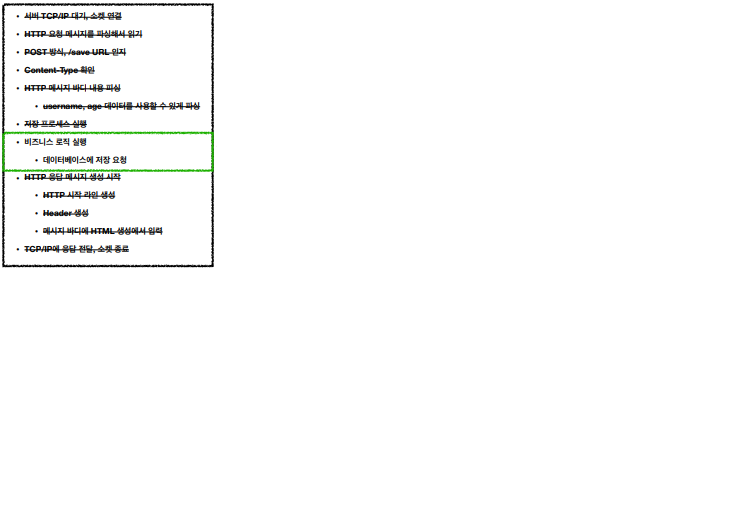 • 서버 TCP/IP 대기, 소켓 연결
• HTTP 요청 메시지를 파싱해서 읽기
• POST 방식, /save URL 인지
• Content-Type 확인
• HTTP 메시지 바디 내용 파싱
• username, age 데이터를 사용할 수 있게 파싱
• 저장 프로세스 실행
• 비즈니스 로직 실행
• 데이터베이스에 저장 요청
• HTTP 응답 메시지 생성 시작
• HTTP 시작 라인 생성
• Header 생성
• 메시지 바디에 HTML 생성에서 입력
• TCP/IP에 응답 전달, 소켓 종료